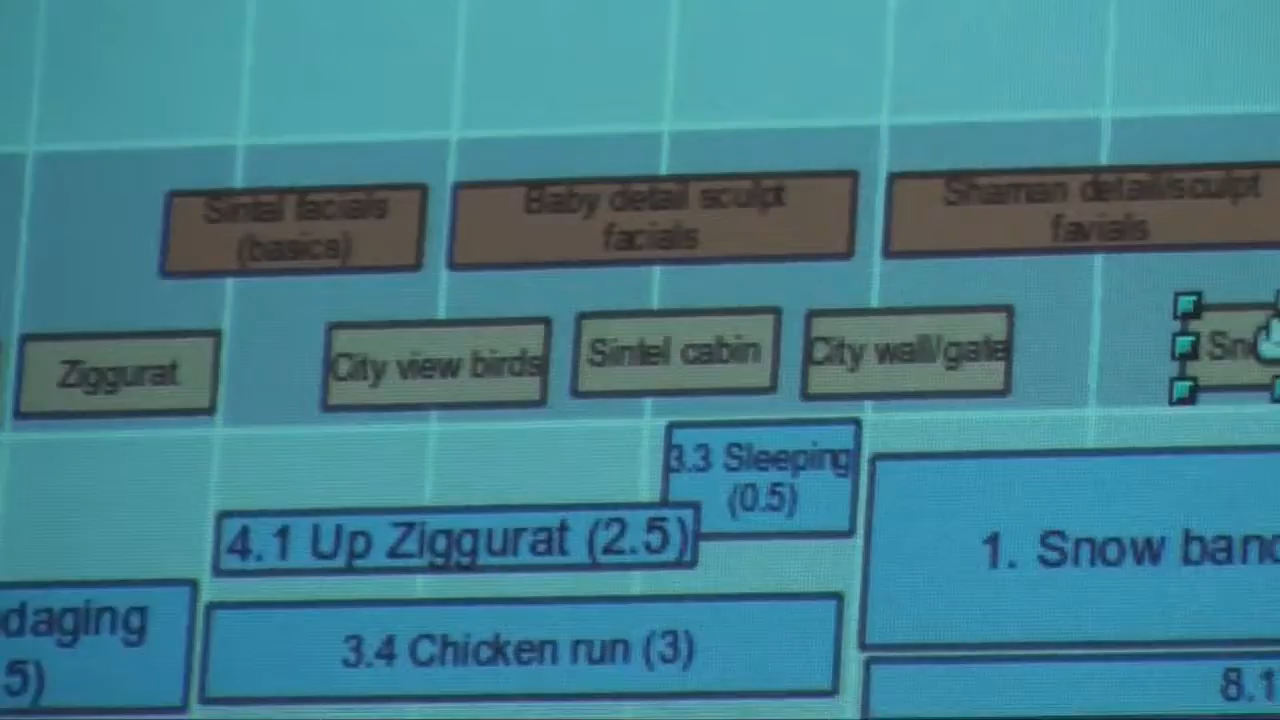 Sintel facials
(basics)
Baby detail sculpt
facials
Shaman detail/sculpt
favials
Ziggurat
City view birds
Sintel cabin
City wall/gate
3.3 Sleeping
(0.5)
4.1 Up Ziggurat (2.5)
1. Snow
daging
5)
3.4 Chicken run (3)
8.1